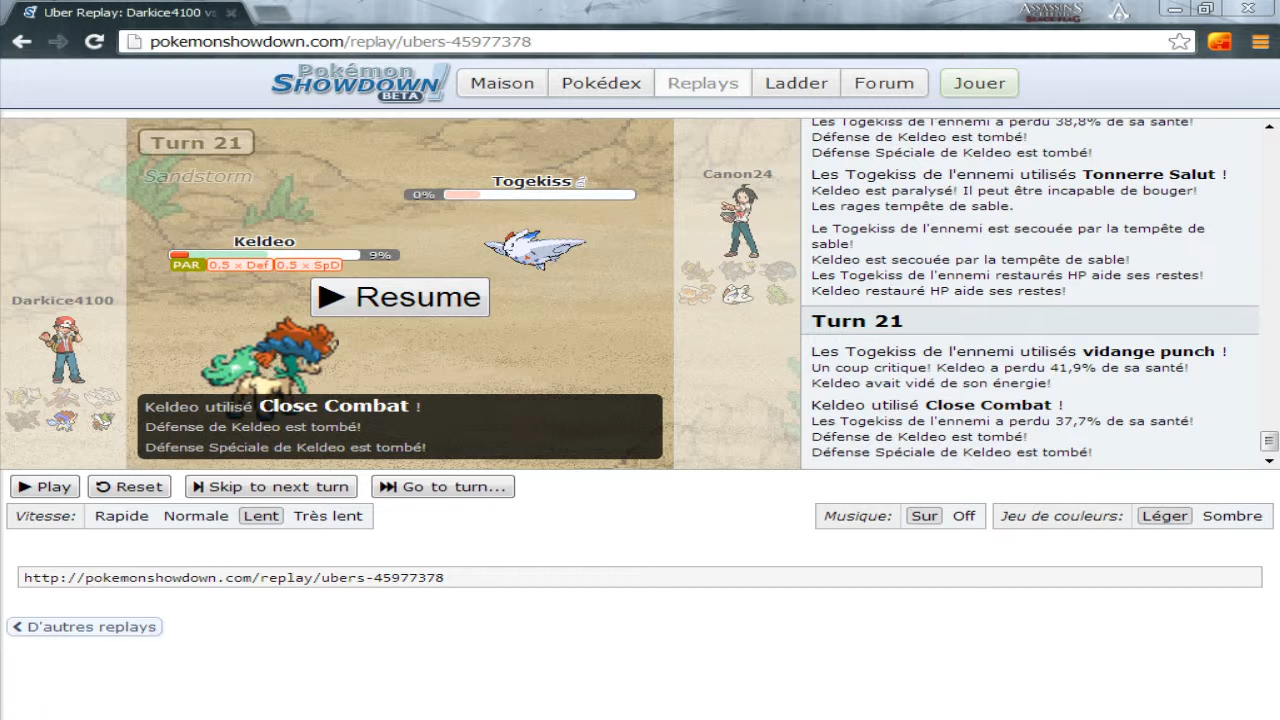 Uber Replay: Darkice4100 vs
ASSASSIN'S
pokemonshowdown.com/replay/ubers-45977378
Pokémon
SHOWDOWN!
BETA
Maison
Pokédex
Replays
Ladder
Forum
Jouer
Turn 21
Sandstorm
Togekiss
0%
Keldeo
9%
PAR 0.5 × Def 0.5 × SpD
Resume
Darkice4100
Canon24
Keldeo utilisé Close Combat !
Défense de Keldeo est tombé!
Défense Spéciale de Keldeo est tombé!
Les Togekiss de l'ennemi a perdu 38,8% de sa santé!
Défense de Keldeo est tombé!
Défense Spéciale de Keldeo est tombé!
Les Togekiss de l'ennemi utilisés Tonnerre Salut !
Keldeo est paralysé! Il peut être incapable de bouger!
Les rages tempête de sable.
Le Togekiss de l'ennemi est secouée par la tempête de
sable!
Keldeo est secouée par la tempête de sable!
Les Togekiss de l'ennemi restaurés HP aide ses restes!
Keldeo restauré HP aide ses restes!
Turn 21
Les Togekiss de l'ennemi utilisés vidange punch !
Un coup critique! Keldeo a perdu 41,9% de sa santé!
Keldeo avait vidé de son énergie!
Keldeo utilisé Close Combat !
Les Togekiss de l'ennemi a perdu 37,7% de sa santé!
Défense de Keldeo est tombé!
Défense Spéciale de Keldeo est tombé!
Play
Reset
Skip to next turn
Go to turn...
Vitesse: Rapide Normale Lent Très lent
Musique: Sur Off
Jeu de couleurs: Léger Sombre
http://pokemonshowdown.com/replay/ubers-45977378
D'autres replays